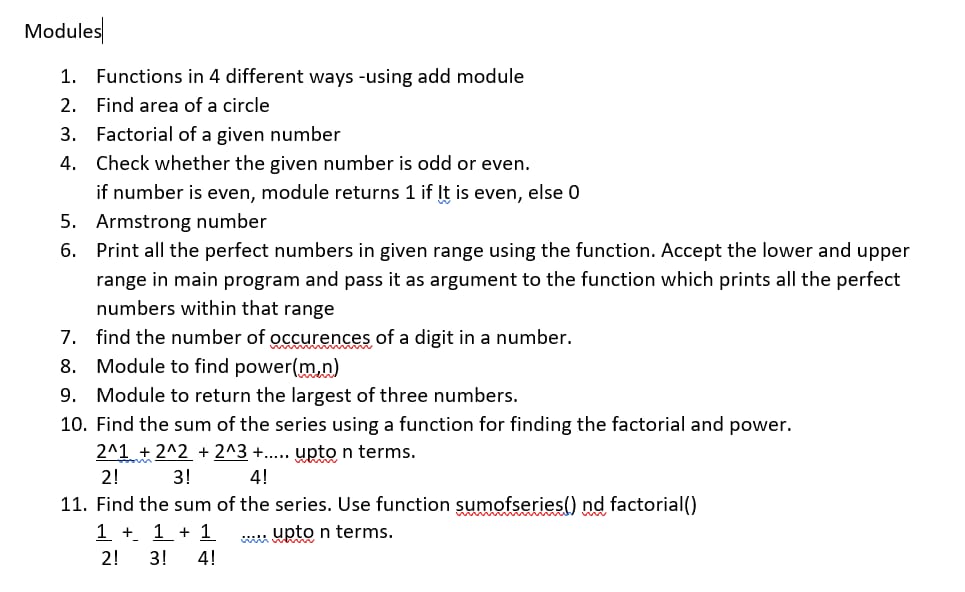 Modules
1. Functions in 4 different ways -using add module
2. Find area of a circle
3. Factorial of a given number
4. Check whether the given number is odd or even.
if number is even, module returns 1 if It is even, else 0
5. Armstrong number
6. Print all the perfect numbers in given range using the function. Accept the lower and upper
range in main program and pass it as argument to the function which prints all the perfect
numbers within that range
7. find the number of occurences of a digit in a number.
8. Module to find power(m,n)
9. Module to return the largest of three numbers.
10. Find the sum of the series using a function for finding the factorial and power.
2^1 + 2^2 + 2^3 +..... upto n terms.
2! 3! 4!
11. Find the sum of the series. Use function sumofseries() nd factorial()
1 + 1 + 1 ..... upto n terms.
2! 3! 4!